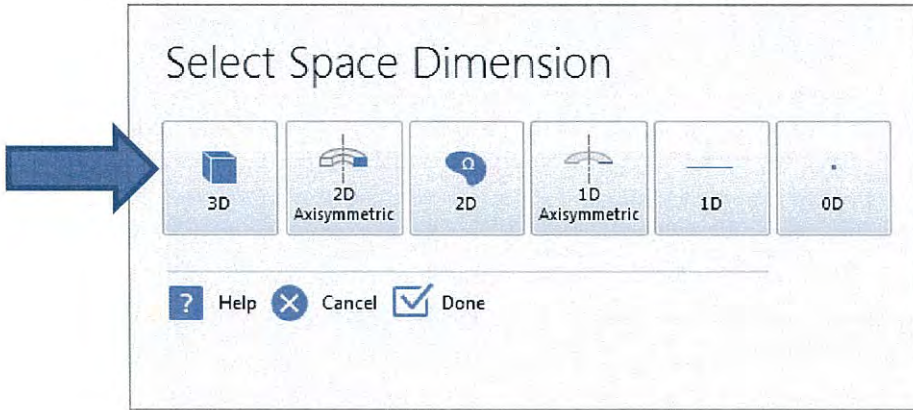 Select Space Dimension
3D
2D
Axisymmetric
Ω
2D
1D
Axisymmetric
1D
0D
? Help Cancel Done